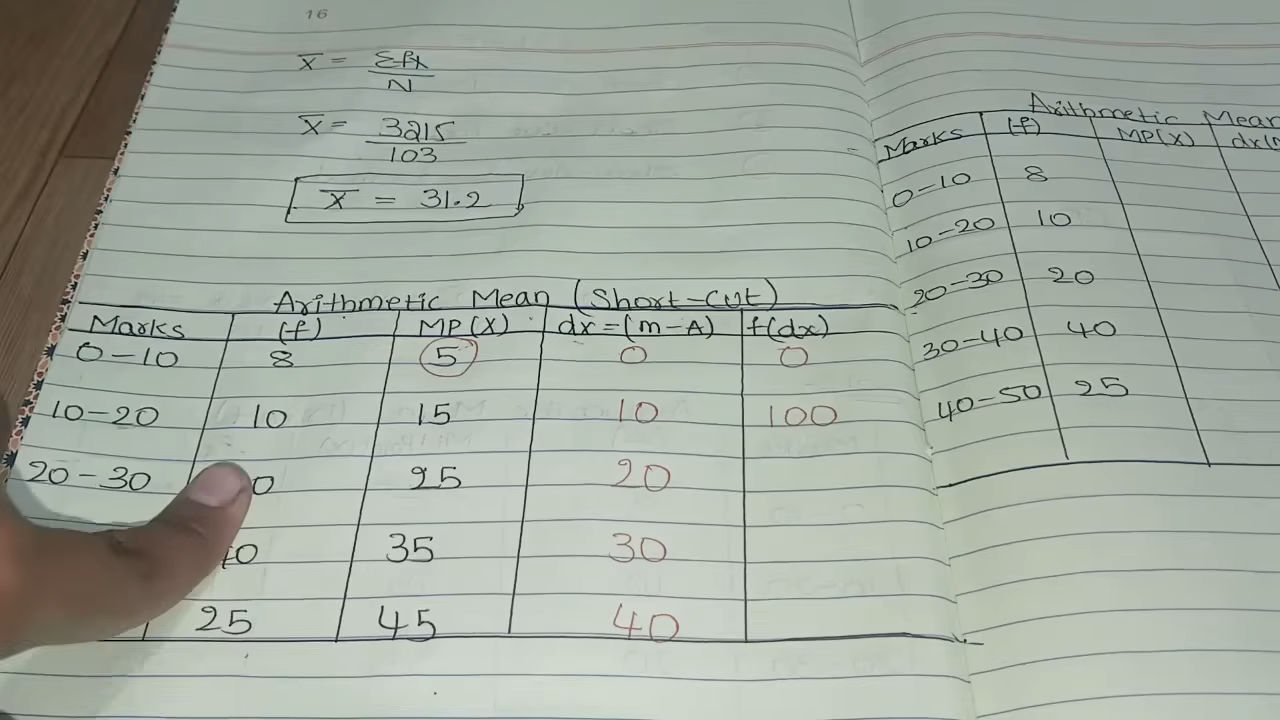 16
X̄ = Σfx
N
X̄ = 3215
103
X̄ = 31.2
Arithmetic Mean (Short-Cut)
Marks (f) MP(X) dx=(m-A) f(dx)
0-10 8 5 0 0
10-20 10 15 10 100
20-30 0 25 20
40 35 30
25 45 40
Arithmetic Mean
Marks (f) MP(X)
0-10 8
10-20 10
20-30 20
30-40 40
40-50 25